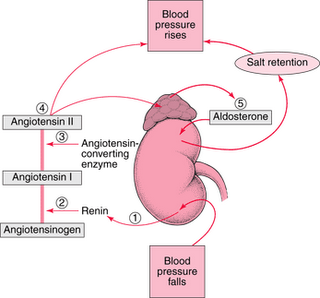 Blood
pressure
rises
Salt retention
④
⑤
Angiotensin II
Aldosterone
③
Angiotensin-
converting
enzyme
Angiotensin I
②
Renin
①
Angiotensinogen
Blood
pressure
falls